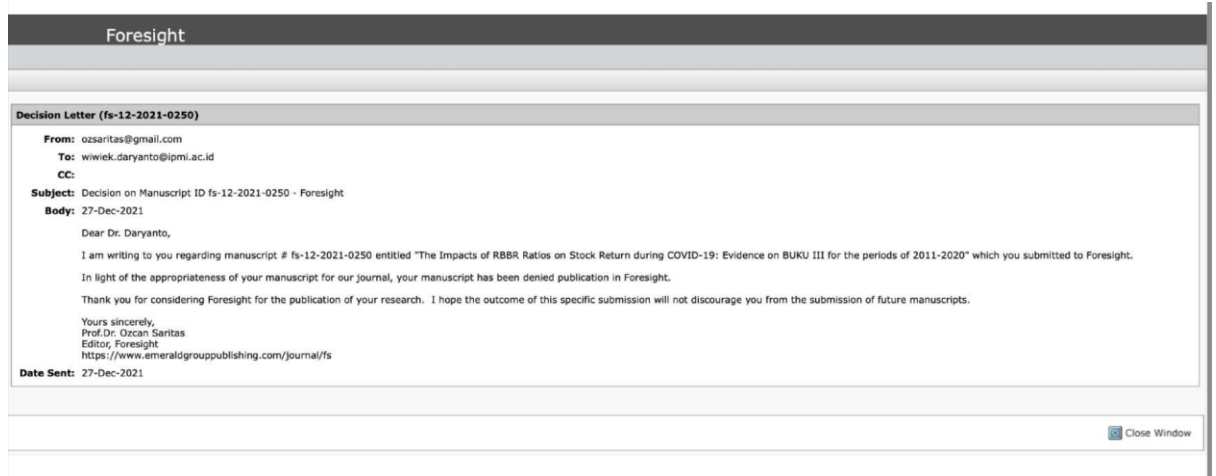 Foresight
Decision Letter (fs-12-2021-0250)
From: ozsaritas@gmail.com
To: wiwiek.daryanto@ipmi.ac.id
CC:
Subject: Decision on Manuscript ID fs-12-2021-0250 - Foresight
Body: 27-Dec-2021
Dear Dr. Daryanto,
I am writing to you regarding manuscript # fs-12-2021-0250 entitled "The Impacts of RBBR Ratios on Stock Return during COVID-19: Evidence on BUKU III for the periods of 2011-2020" which you submitted to Foresight.
In light of the appropriateness of your manuscript for our journal, your manuscript has been denied publication in Foresight.
Thank you for considering Foresight for the publication of your research. I hope the outcome of this specific submission will not discourage you from the submission of future manuscripts.
Yours sincerely,
Prof.Dr. Ozcan Saritas
Editor, Foresight
https://www.emeraldgrouppublishing.com/journal/fs
Date Sent: 27-Dec-2021
Close Window